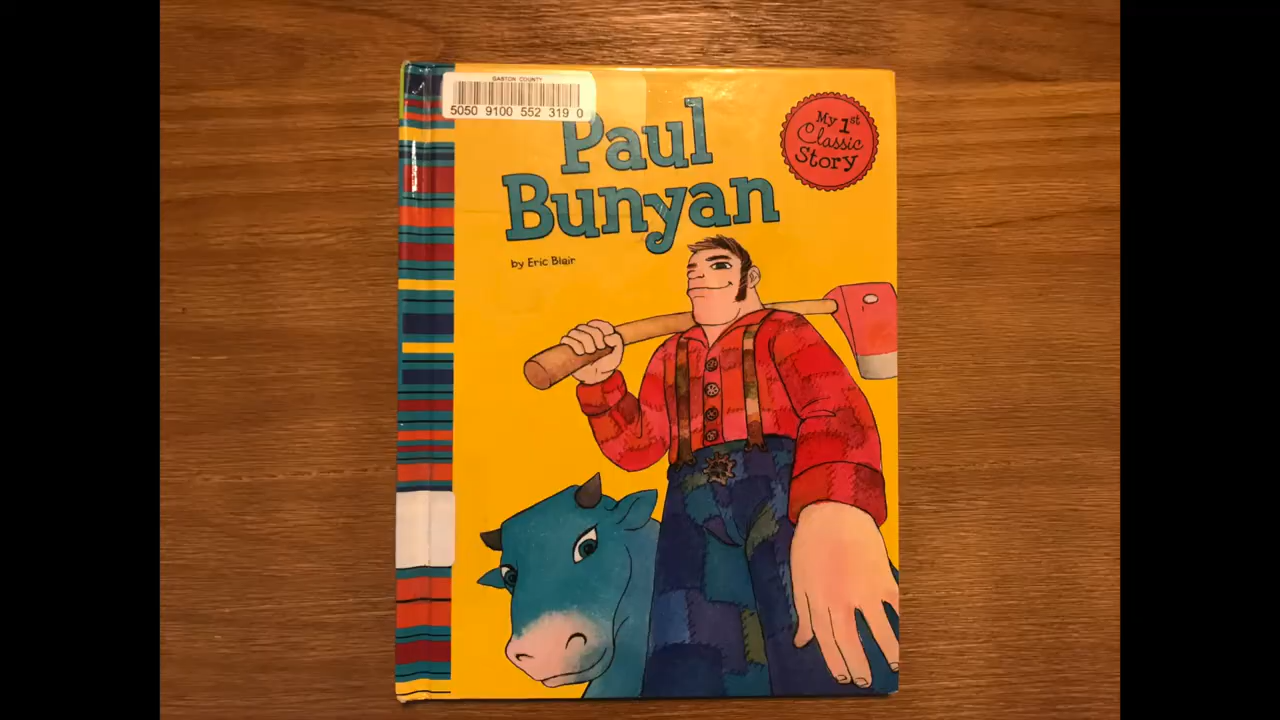 GASTON COUNTY
5050 9100 552 319 0
Paul
Bunyan
by Eric Blair
My 1st
Classic
Story